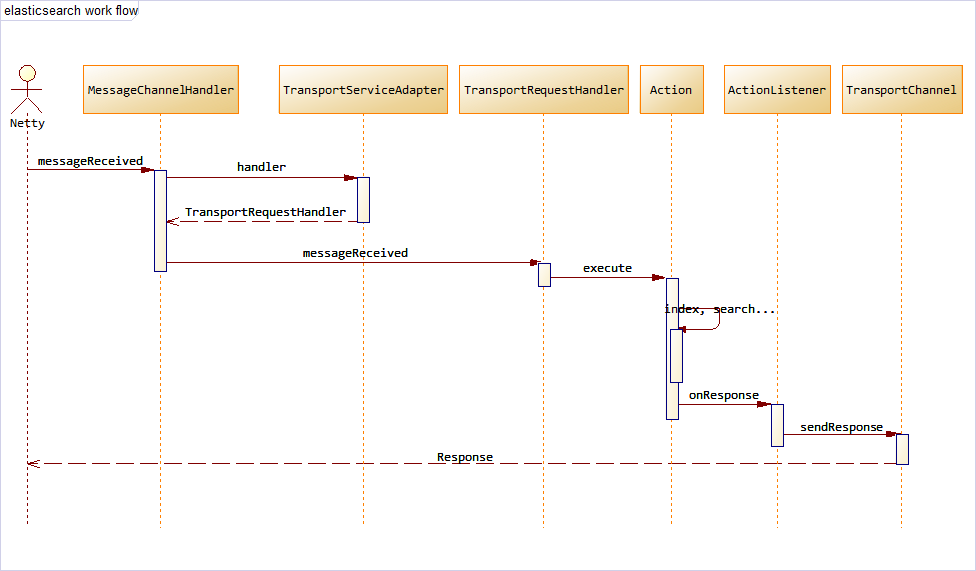 elasticsearch work flow
Netty
MessageChannelHandler
TransportServiceAdapter
TransportRequestHandler
Action
ActionListener
TransportChannel
messageReceived
handler
TransportRequestHandler
messageReceived
execute
index, search...
onResponse
sendResponse
Response